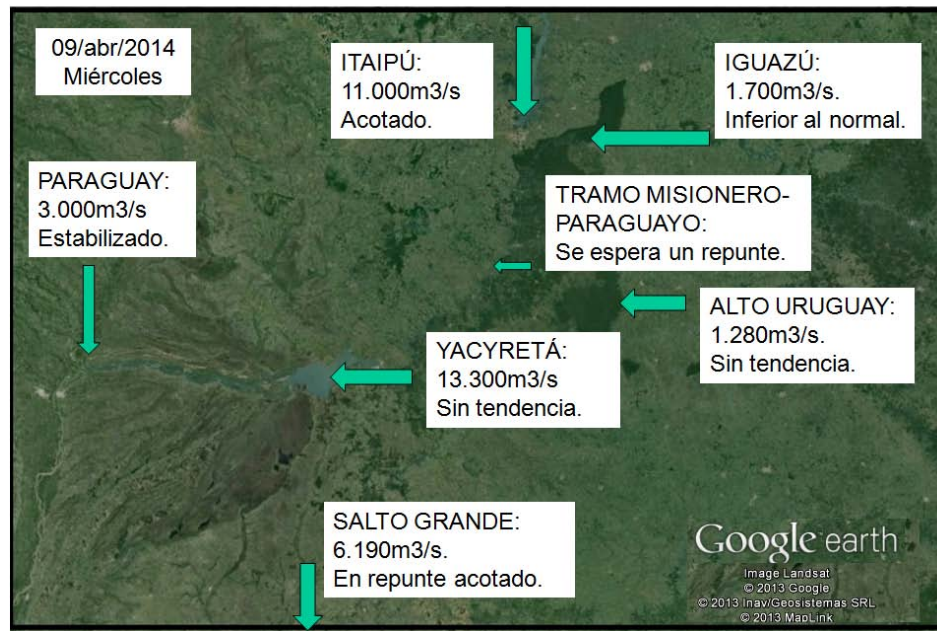 09/abr/2014
Miércoles
ITAIPÚ:
11.000m3/s
Acotado.
IGUAZÚ:
1.700m3/s.
Inferior al normal.
PARAGUAY:
3.000m3/s
Estabilizado.
TRAMO MISIONERO-
PARAGUAYO:
Se espera un repunte.
ALTO URUGUAY:
1.280m3/s.
Sin tendencia.
YACYRETÁ:
13.300m3/s
Sin tendencia.
SALTO GRANDE:
6.190m3/s.
En repunte acotado.
Google earth
Image Landsat
© 2013 Google
© 2013 Inav/Geosistemas SRL
© 2013 MapLink